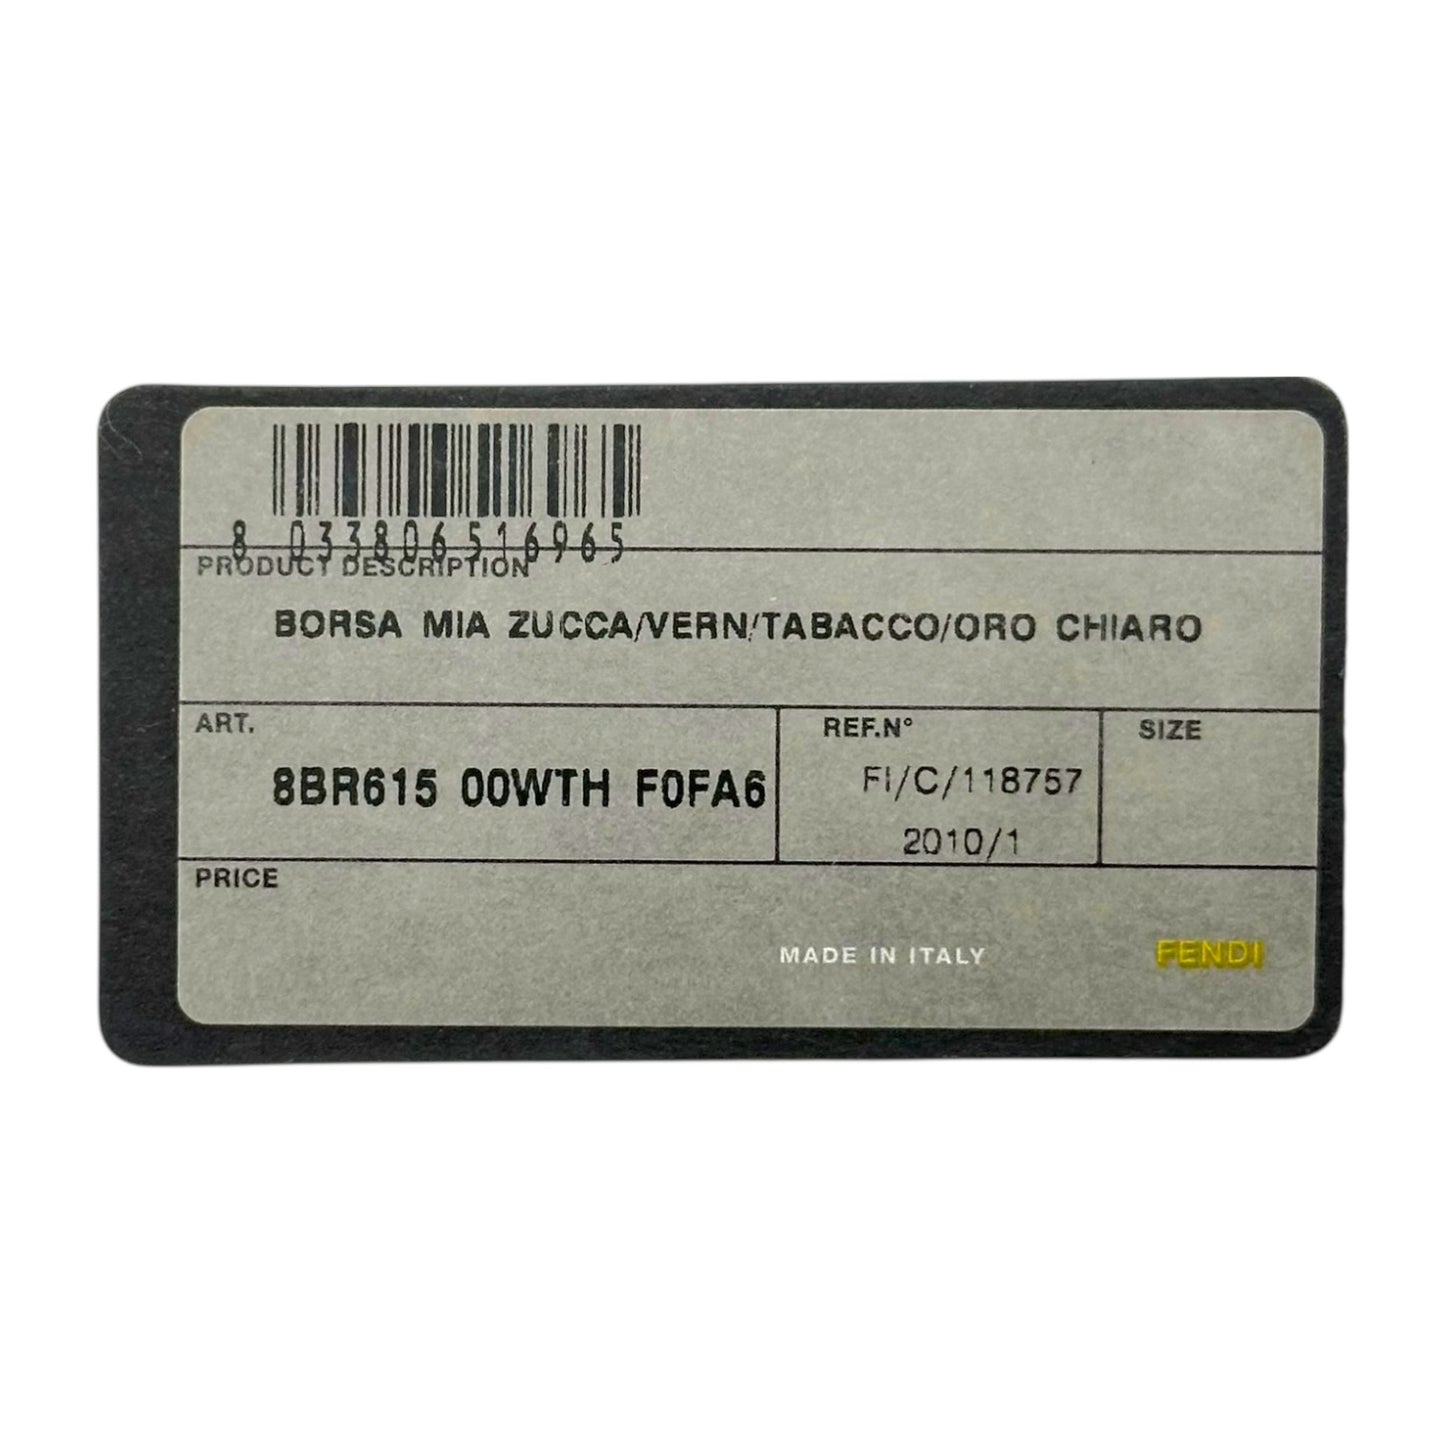 8 033806 516965
PRODUCT DESCRIPTION
BORSA MIA ZUCCA/VERN/TABACCO/ORO CHIARO
ART.
8BR615 00WTH F0FA6
REF.N°
FI/C/118757
2010/1
SIZE
PRICE
MADE IN ITALY
FENDI